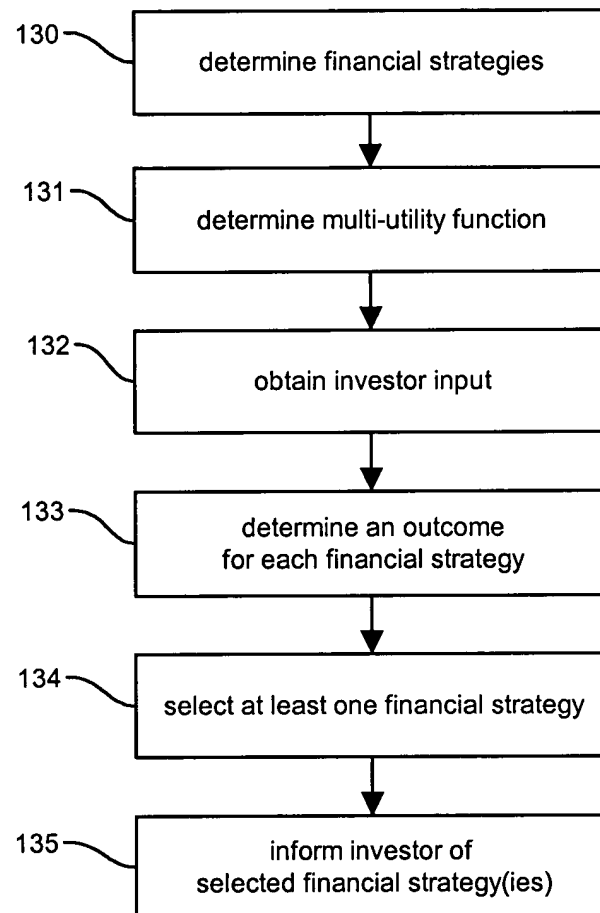 130
determine financial strategies
131
determine multi-utility function
132
obtain investor input
133
determine an outcome
for each financial strategy
134
select at least one financial strategy
135
inform investor of
selected financial strategy(ies)